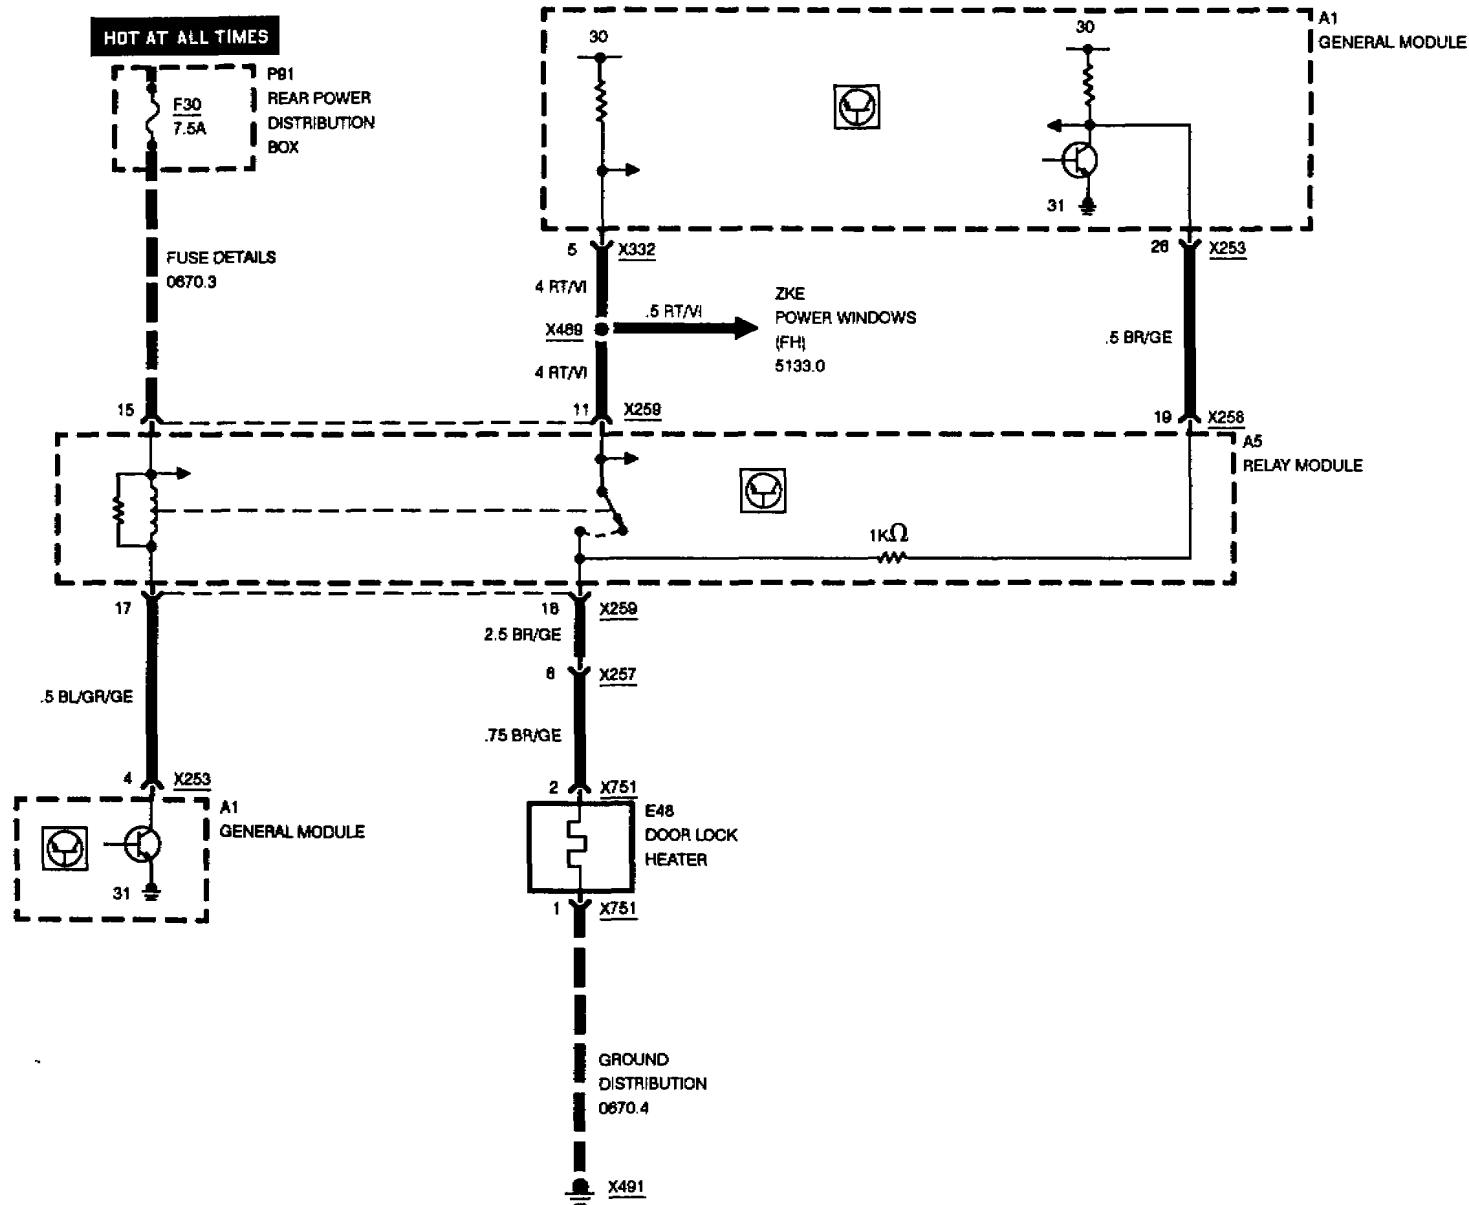 HOT AT ALL TIMES
P91
REAR POWER
DISTRIBUTION
BOX
F30
7.5A
30
30
A1
GENERAL MODULE
31
FUSE DETAILS
0670.3
5 X332
26 X253
4 RT/VI
X489
.5 RT/VI
ZKE
POWER WINDOWS
(FH)
5133.0
.5 BR/GE
4 RT/VI
15
11 X259
19 X258
A5
RELAY MODULE
1KΩ
17
18 X259
2.5 BR/GE
6 X257
.5 BL/GR/GE
.75 BR/GE
4 X253
2 X751
A1
GENERAL MODULE
E48
DOOR LOCK
HEATER
31
1 X751
GROUND
DISTRIBUTION
0670.4
X491